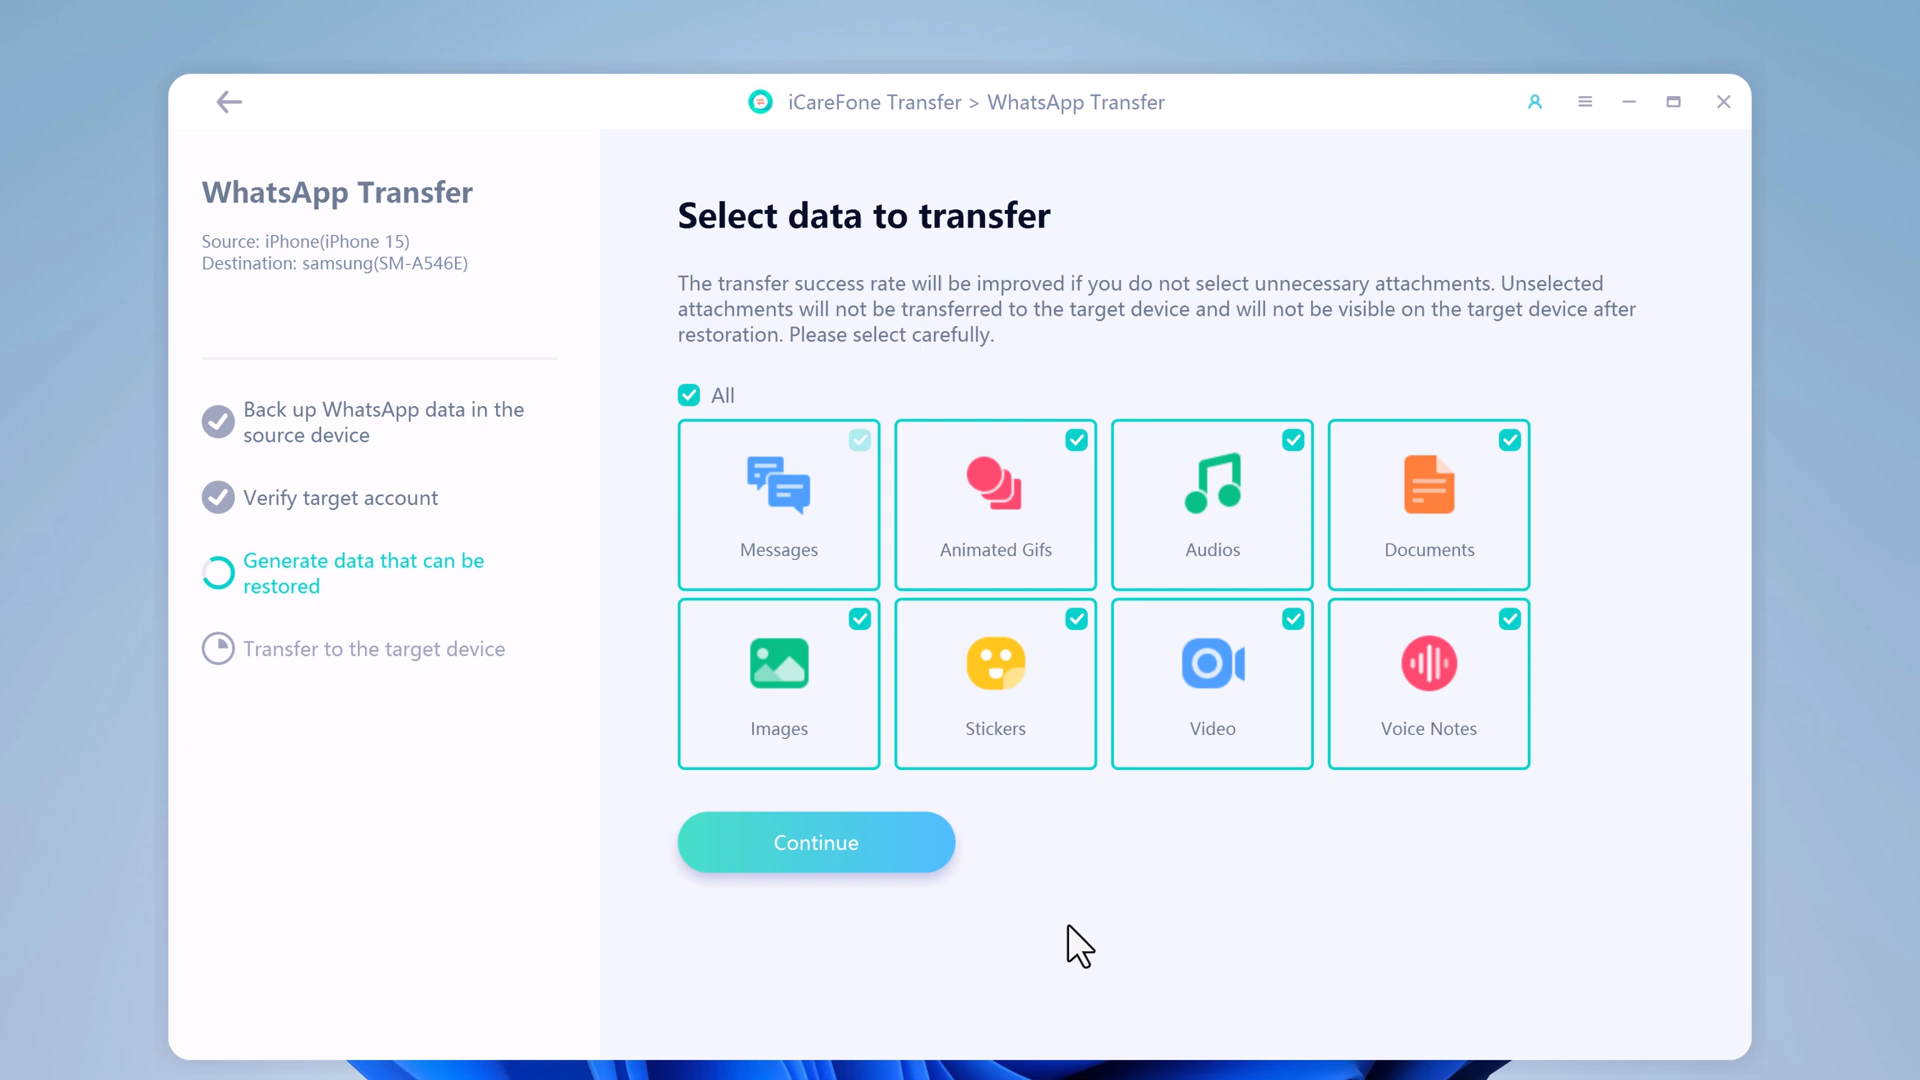 iCareFone Transfer > WhatsApp Transfer
WhatsApp Transfer
Source: iPhone(iPhone 15)
Destination: samsung(SM-A546E)
Back up WhatsApp data in the
source device
Verify target account
Generate data that can be
restored
Transfer to the target device
Select data to transfer
The transfer success rate will be improved if you do not select unnecessary attachments. Unselected
attachments will not be transferred to the target device and will not be visible on the target device after
restoration. Please select carefully.
All
Messages
Animated Gifs
Audios
Documents
Images
Stickers
Video
Voice Notes
Continue